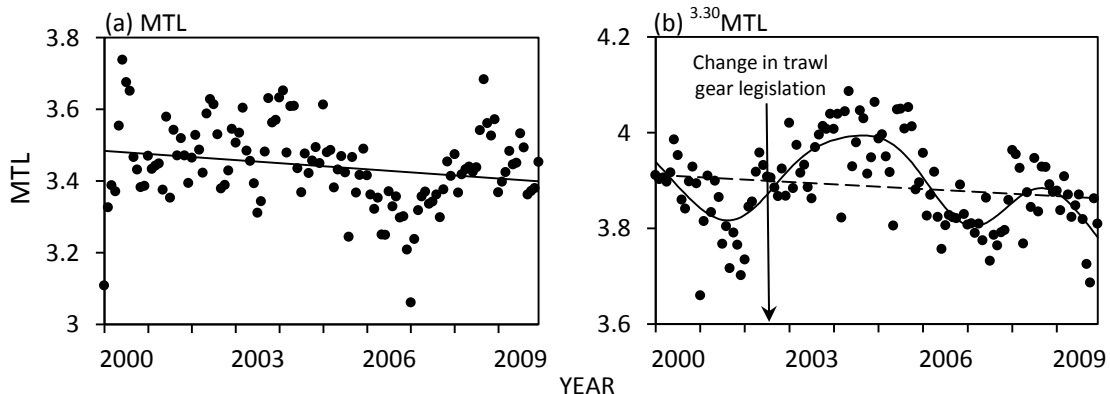 (a) MTL
3.8
3.6
3.4
3.2
3
MTL
2000 2003 2006 2009
(b) ³·³⁰MTL
4.2
4
3.8
3.6
Change in trawl
gear legislation
2000 2003 2006 2009
YEAR